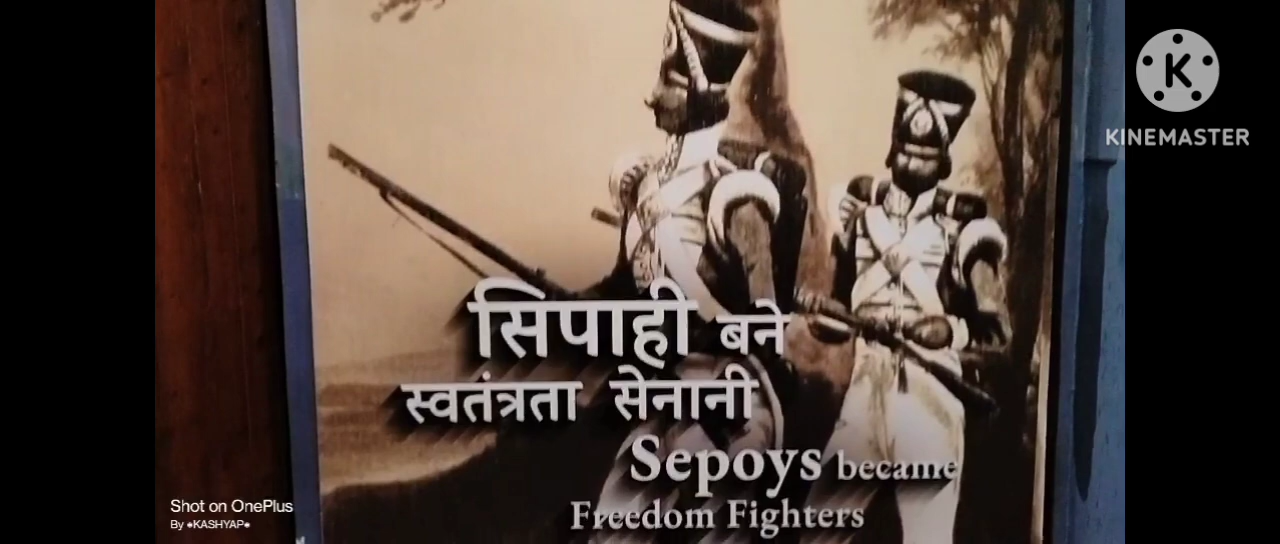 K
KINEMASTER
सिपाही बने
स्वतंत्रता सेनानी
Sepoys became
Freedom Fighters
Shot on OnePlus
By ●KASHYAP●